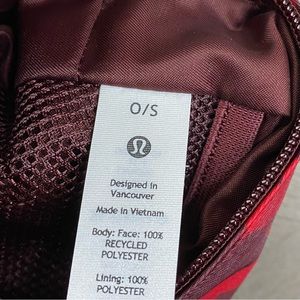 O/S
Designed in
Vancouver
Made in Vietnam
Body: Face: 100%
RECYCLED
POLYESTER
Lining: 100%
POLYESTER